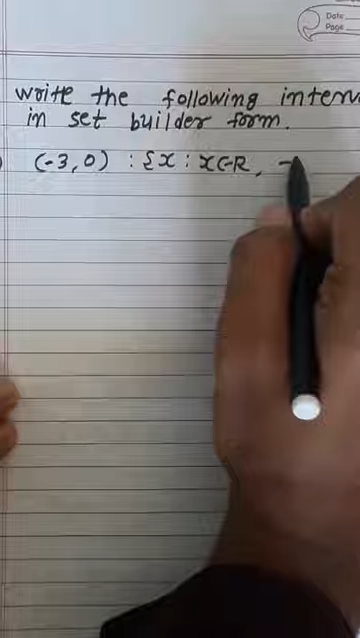 Date
Page
write the following interv
in set builder form.
) (-3,0) : {x : x∈R, -